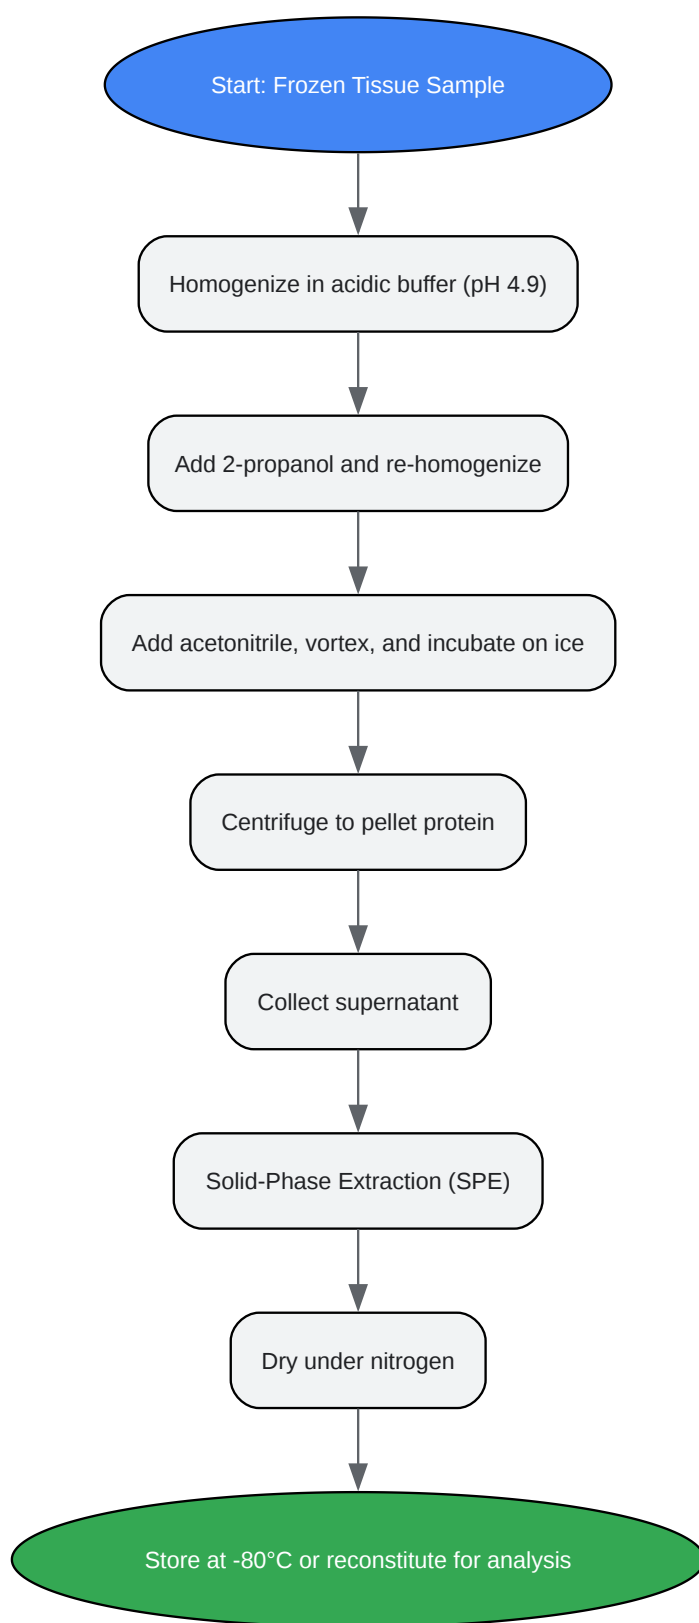 Start: Frozen Tissue Sample
Homogenize in acidic buffer (pH 4.9)
Add 2-propanol and re-homogenize
Add acetonitrile, vortex, and incubate on ice
Centrifuge to pellet protein
Collect supernatant
Solid-Phase Extraction (SPE)
Dry under nitrogen
Store at -80°C or reconstitute for analysis